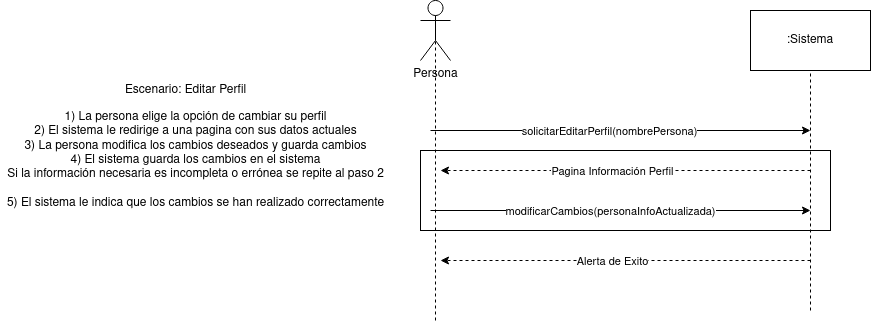 Escenario: Editar Perfil
1) La persona elige la opción de cambiar su perfil
2) El sistema le redirige a una pagina con sus datos actuales
3) La persona modifica los cambios deseados y guarda cambios
4) El sistema guarda los cambios en el sistema
Si la información necesaria es incompleta o errónea se repite al paso 2
5) El sistema le indica que los cambios se han realizado correctamente
Persona
:Sistema
solicitarEditarPerfil(nombrePersona)
Pagina Información Perfil
modificarCambios(personaInfoActualizada)
Alerta de Exito